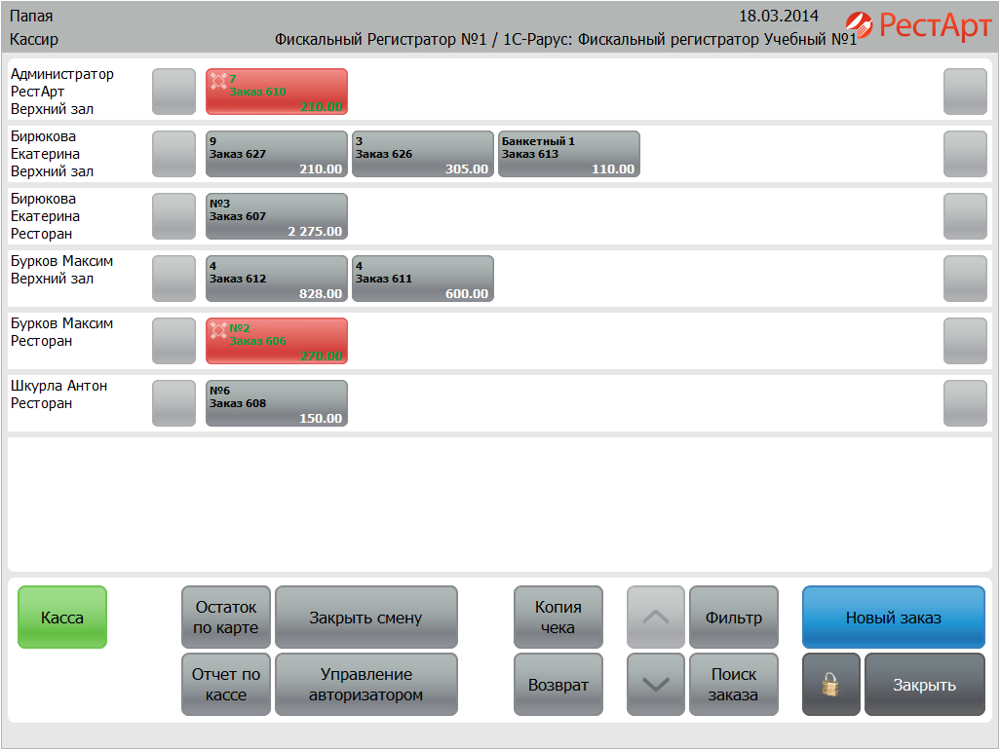 Папая
18.03.2014
РестАрт
Кассир
Фискальный Регистратор №1 / 1С-Рарус: Фискальный регистратор Учебный №1
Администратор
РестАрт
Верхний зал
7
Заказ 610
210.00
Бирюкова
Екатерина
Верхний зал
9
Заказ 627
210.00
3
Заказ 626
305.00
Банкетный 1
Заказ 613
110.00
Бирюкова
Екатерина
Ресторан
№3
Заказ 607
2 275.00
Бурков Максим
Верхний зал
4
Заказ 612
828.00
4
Заказ 611
600.00
Бурков Максим
Ресторан
№2
Заказ 606
270.00
Шкурла Антон
Ресторан
№6
Заказ 608
150.00
Касса
Остаток
по карте
Закрыть смену
Копия
чека
Фильтр
Новый заказ
Отчет по
кассе
Управление
авторизатором
Возврат
Поиск
заказа
Закрыть